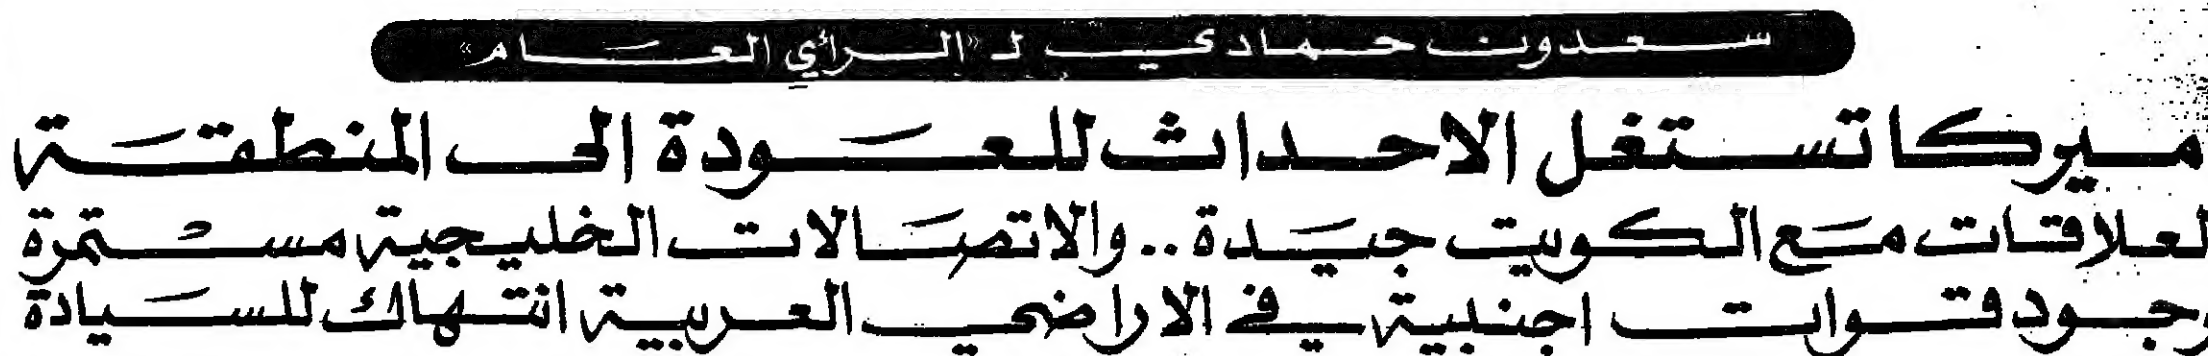 سعدون حمادي لـ «الرأي العام»
ميركا تستغل الاحداث للعودة الى المنطقة
لعلاقات مع الكويت جيدة .. والاتصالات الخليجية مستمرة
وجود قوات اجنبية في الاراضي العربية انتهاك للسيادة